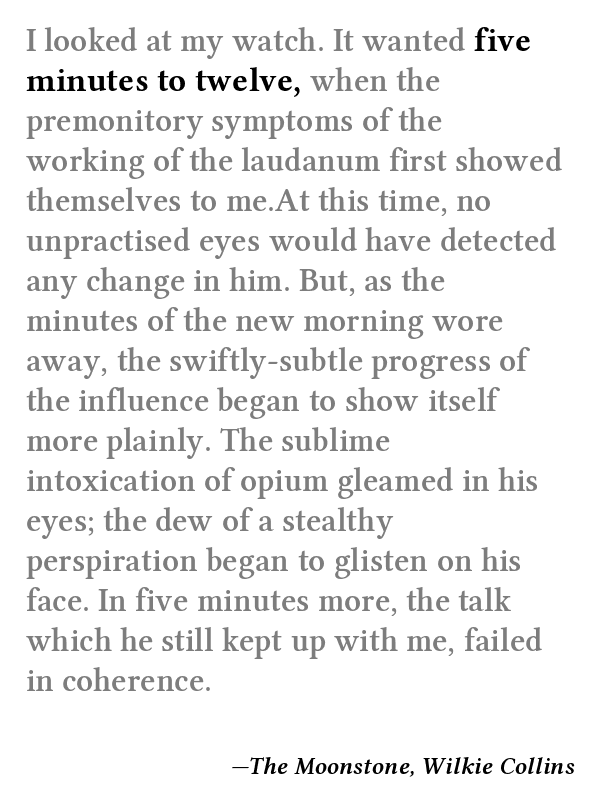 I looked at my watch. It wanted five
minutes to twelve, when the
premonitory symptoms of the
working of the laudanum first showed
themselves to me.At this time, no
unpractised eyes would have detected
any change in him. But, as the
minutes of the new morning wore
away, the swiftly-subtle progress of
the influence began to show itself
more plainly. The sublime
intoxication of opium gleamed in his
eyes; the dew of a stealthy
perspiration began to glisten on his
face. In five minutes more, the talk
which he still kept up with me, failed
in coherence.
—The Moonstone, Wilkie Collins